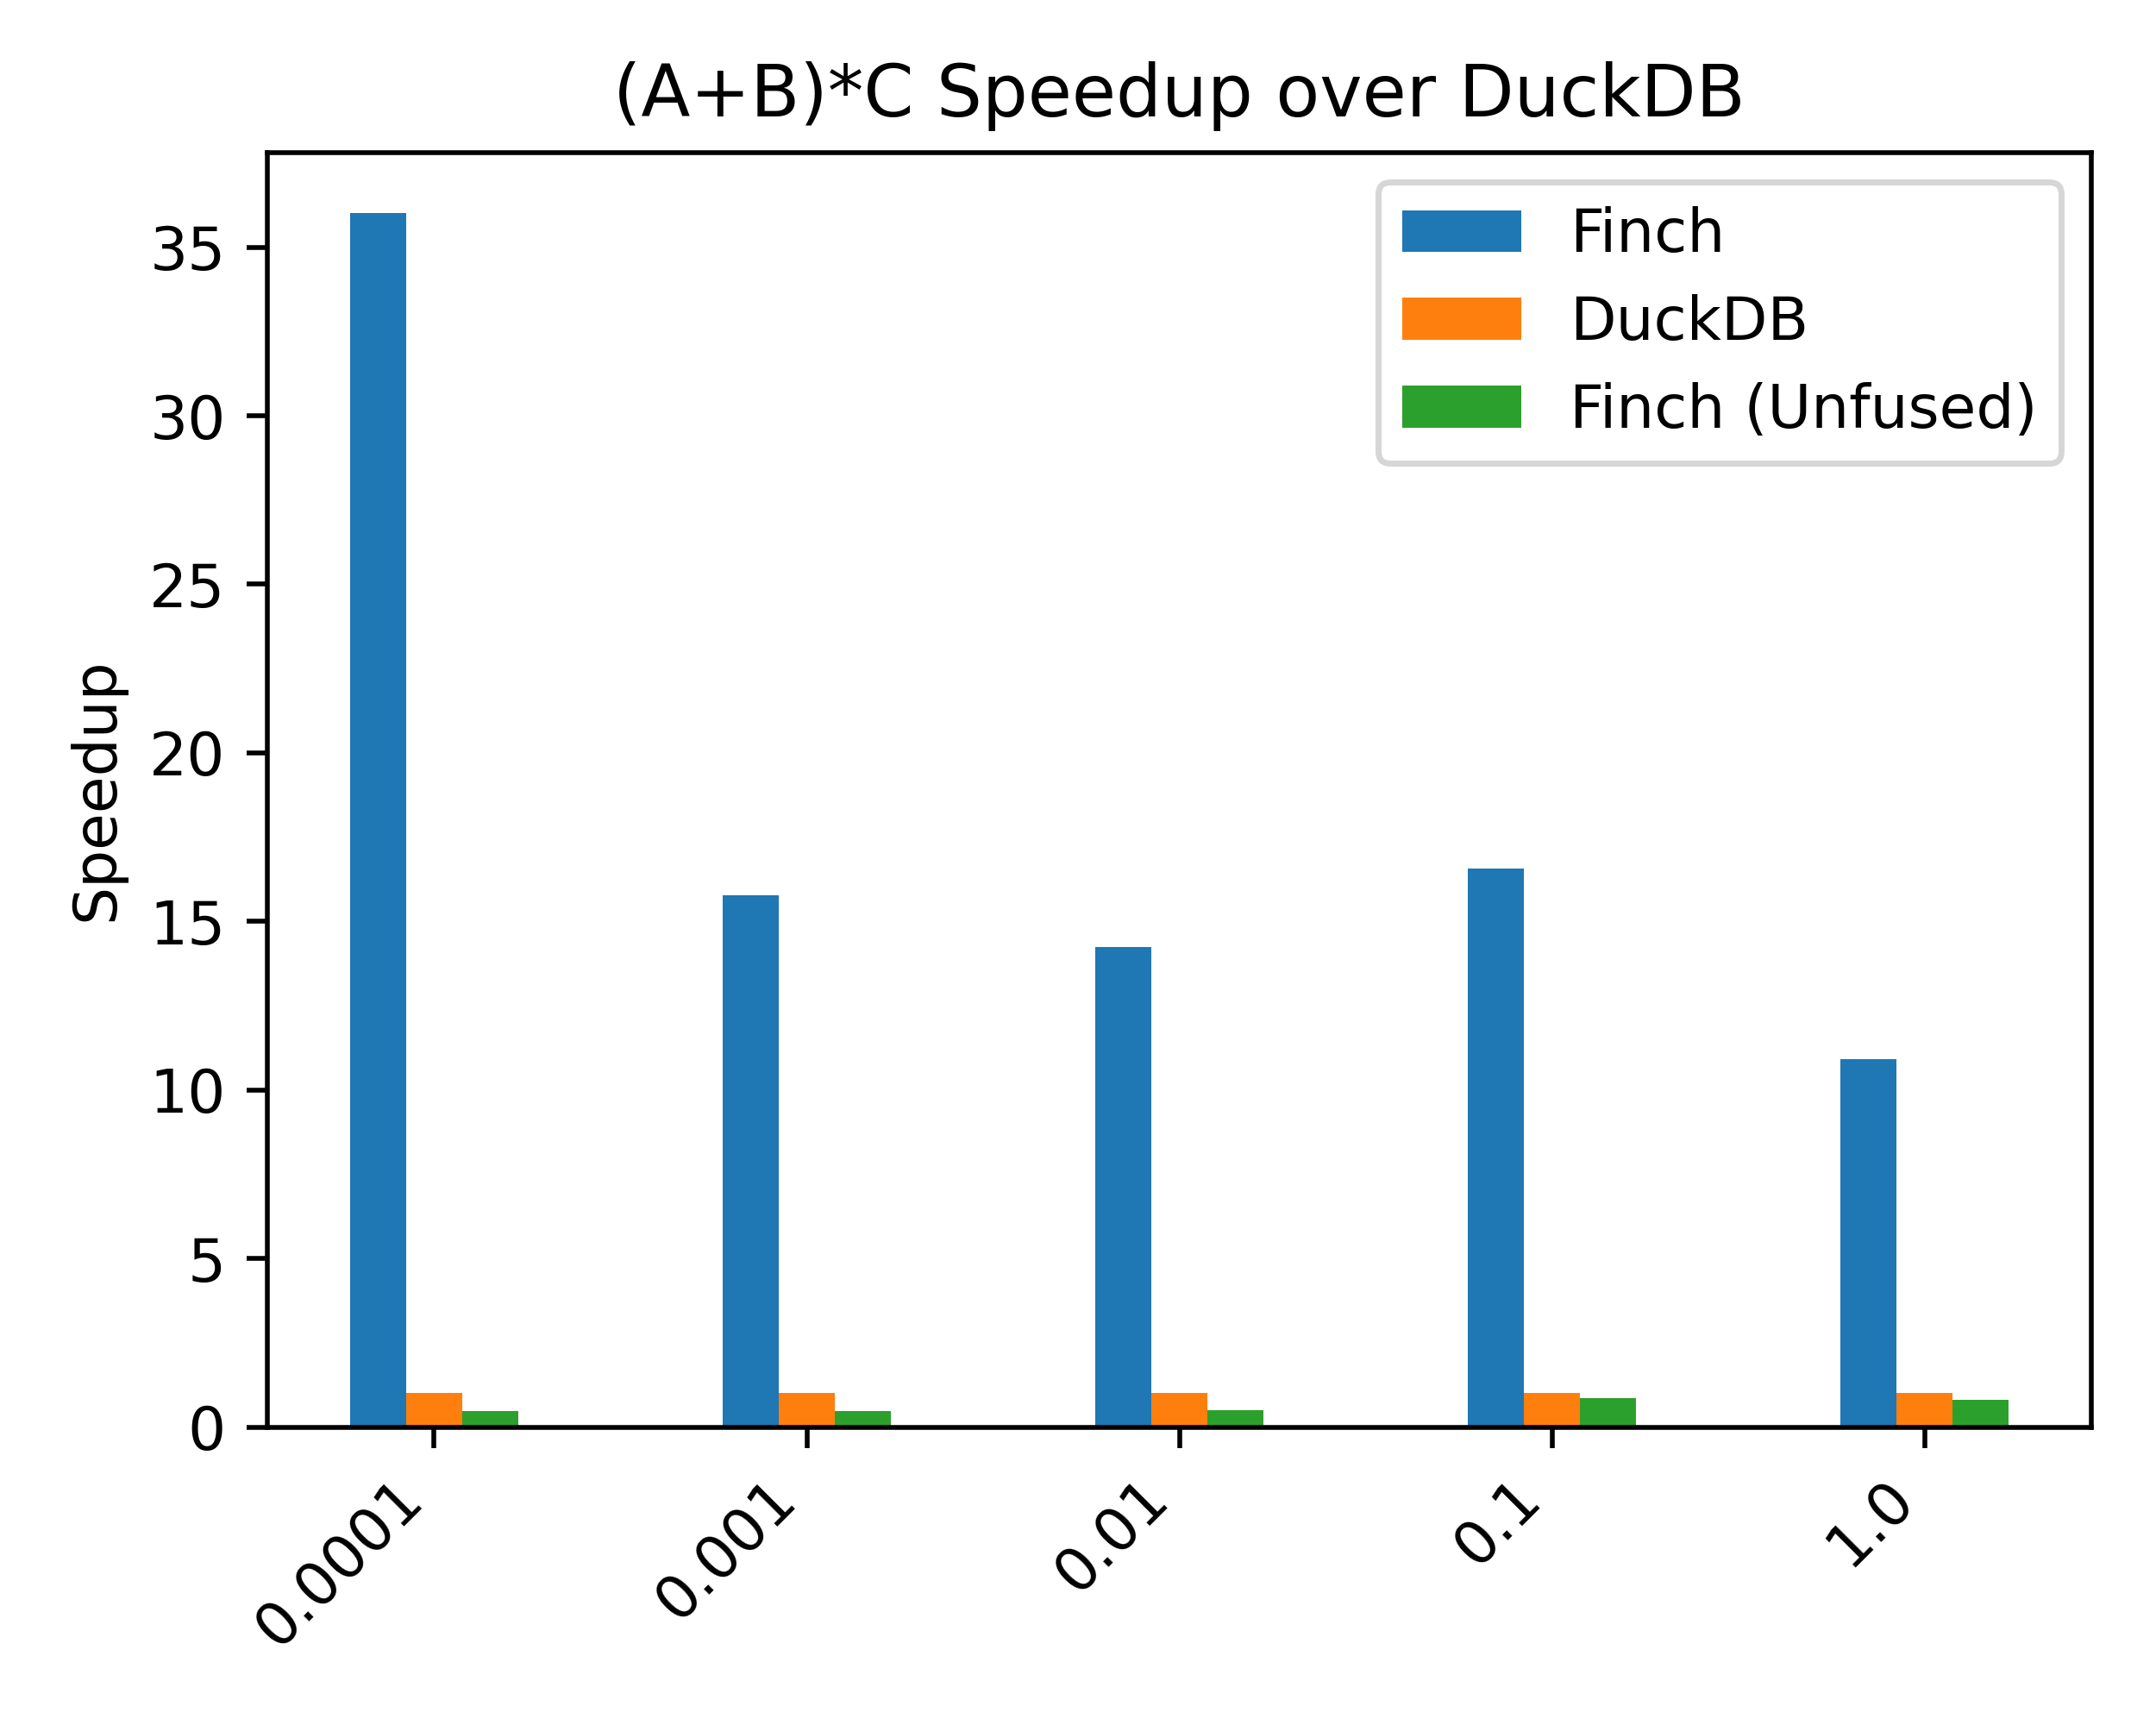 (A+B)*C Speedup over DuckDB
Finch
DuckDB
Finch (Unfused)
Speedup
35
30
25
20
15
10
5
0
0.0001
0.001
0.01
0.1
1.0